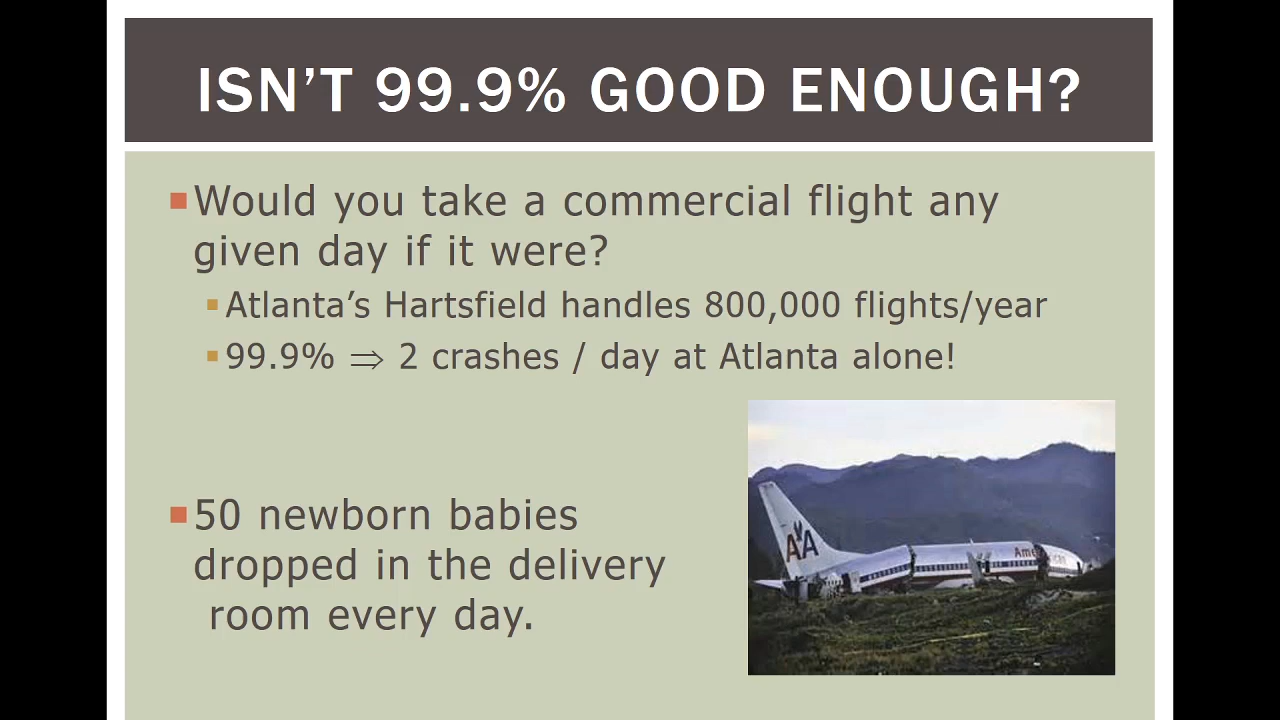 ISN’T 99.9% GOOD ENOUGH?
Would you take a commercial flight any
given day if it were?
Atlanta’s Hartsfield handles 800,000 flights/year
99.9% ⇒ 2 crashes / day at Atlanta alone!
50 newborn babies
dropped in the delivery
room every day.
AA
American